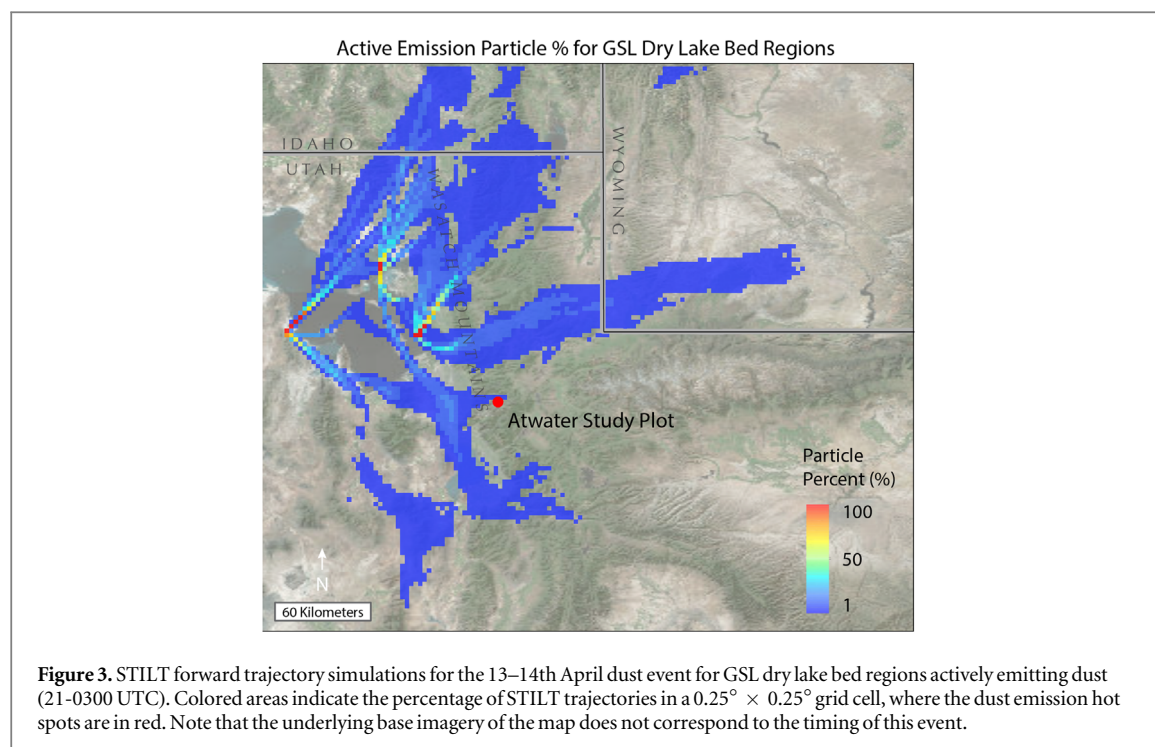 Active Emission Particle % for GSL Dry Lake Bed Regions
IDAHO
UTAH
WYOMING
WASATCH MOUNTAINS
Atwater Study Plot
Particle
Percent (%)
100
50
1
N
60 Kilometers
Figure 3. STILT forward trajectory simulations for the 13–14th April dust event for GSL dry lake bed regions actively emitting dust
(21-0300 UTC). Colored areas indicate the percentage of STILT trajectories in a 0.25° × 0.25° grid cell, where the dust emission hot
spots are in red. Note that the underlying base imagery of the map does not correspond to the timing of this event.